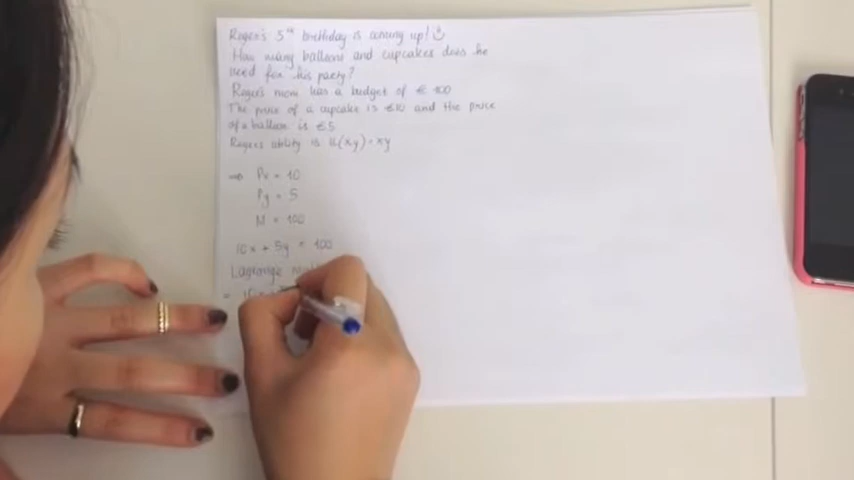 Roger's 5th birthday is coming up! ☺
How many balloons and cupcakes does he
need for his party?
Roger's mom has a budget of € 100
The price of a cupcake is €10 and the price
of a balloon is €5
Rogers utility is u(xy) = xy
⇒ Px = 10
Py = 5
M = 100
10x + 5y = 100
Lagrange